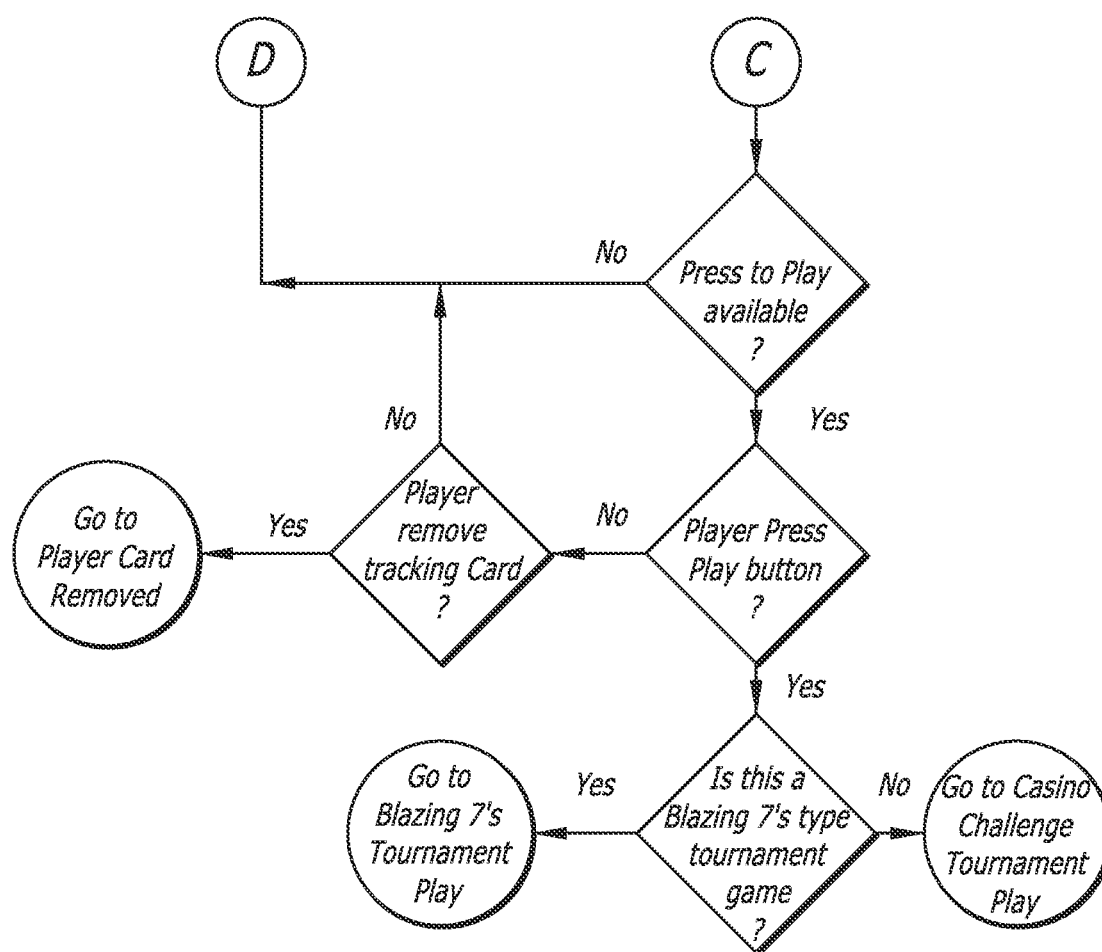 D
C
No
Press to Play
available
?
No
Yes
Go to
Player Card
Removed
Yes
Player
remove
tracking Card
?
No
Player Press
Play button
?
Yes
Go to
Blazing 7's
Tournament
Play
Yes
Is this a
Blazing 7's type
tournament
game
?
No
Go to Casino
Challenge
Tournament
Play